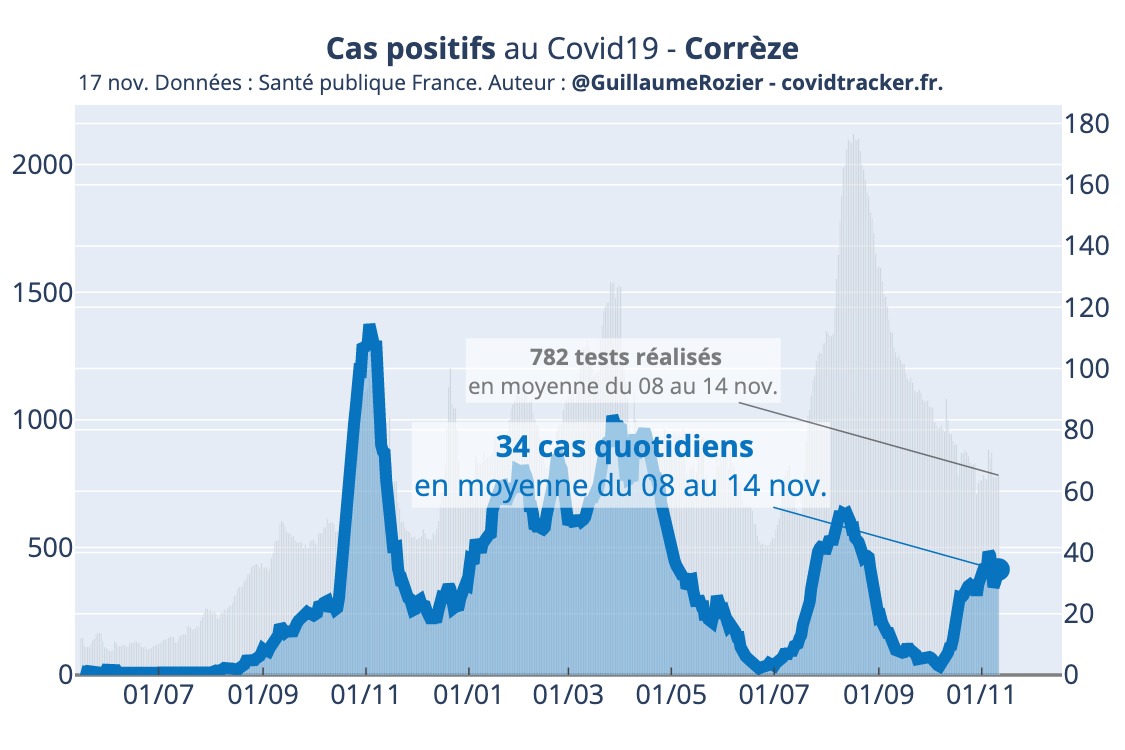 Cas positifs au Covid19 - Corrèze
17 nov. Données : Santé publique France. Auteur : @GuillaumeRozier - covidtracker.fr.
180
2000
160
140
1500
120
782 tests réalisés
en moyenne du 08 au 14 nov.
100
1000
80
34 cas quotidiens
en moyenne du 08 au 14 nov.
60
500
40
20
0
0
01/07 01/09 01/11 01/01 01/03 01/05 01/07 01/09 01/11